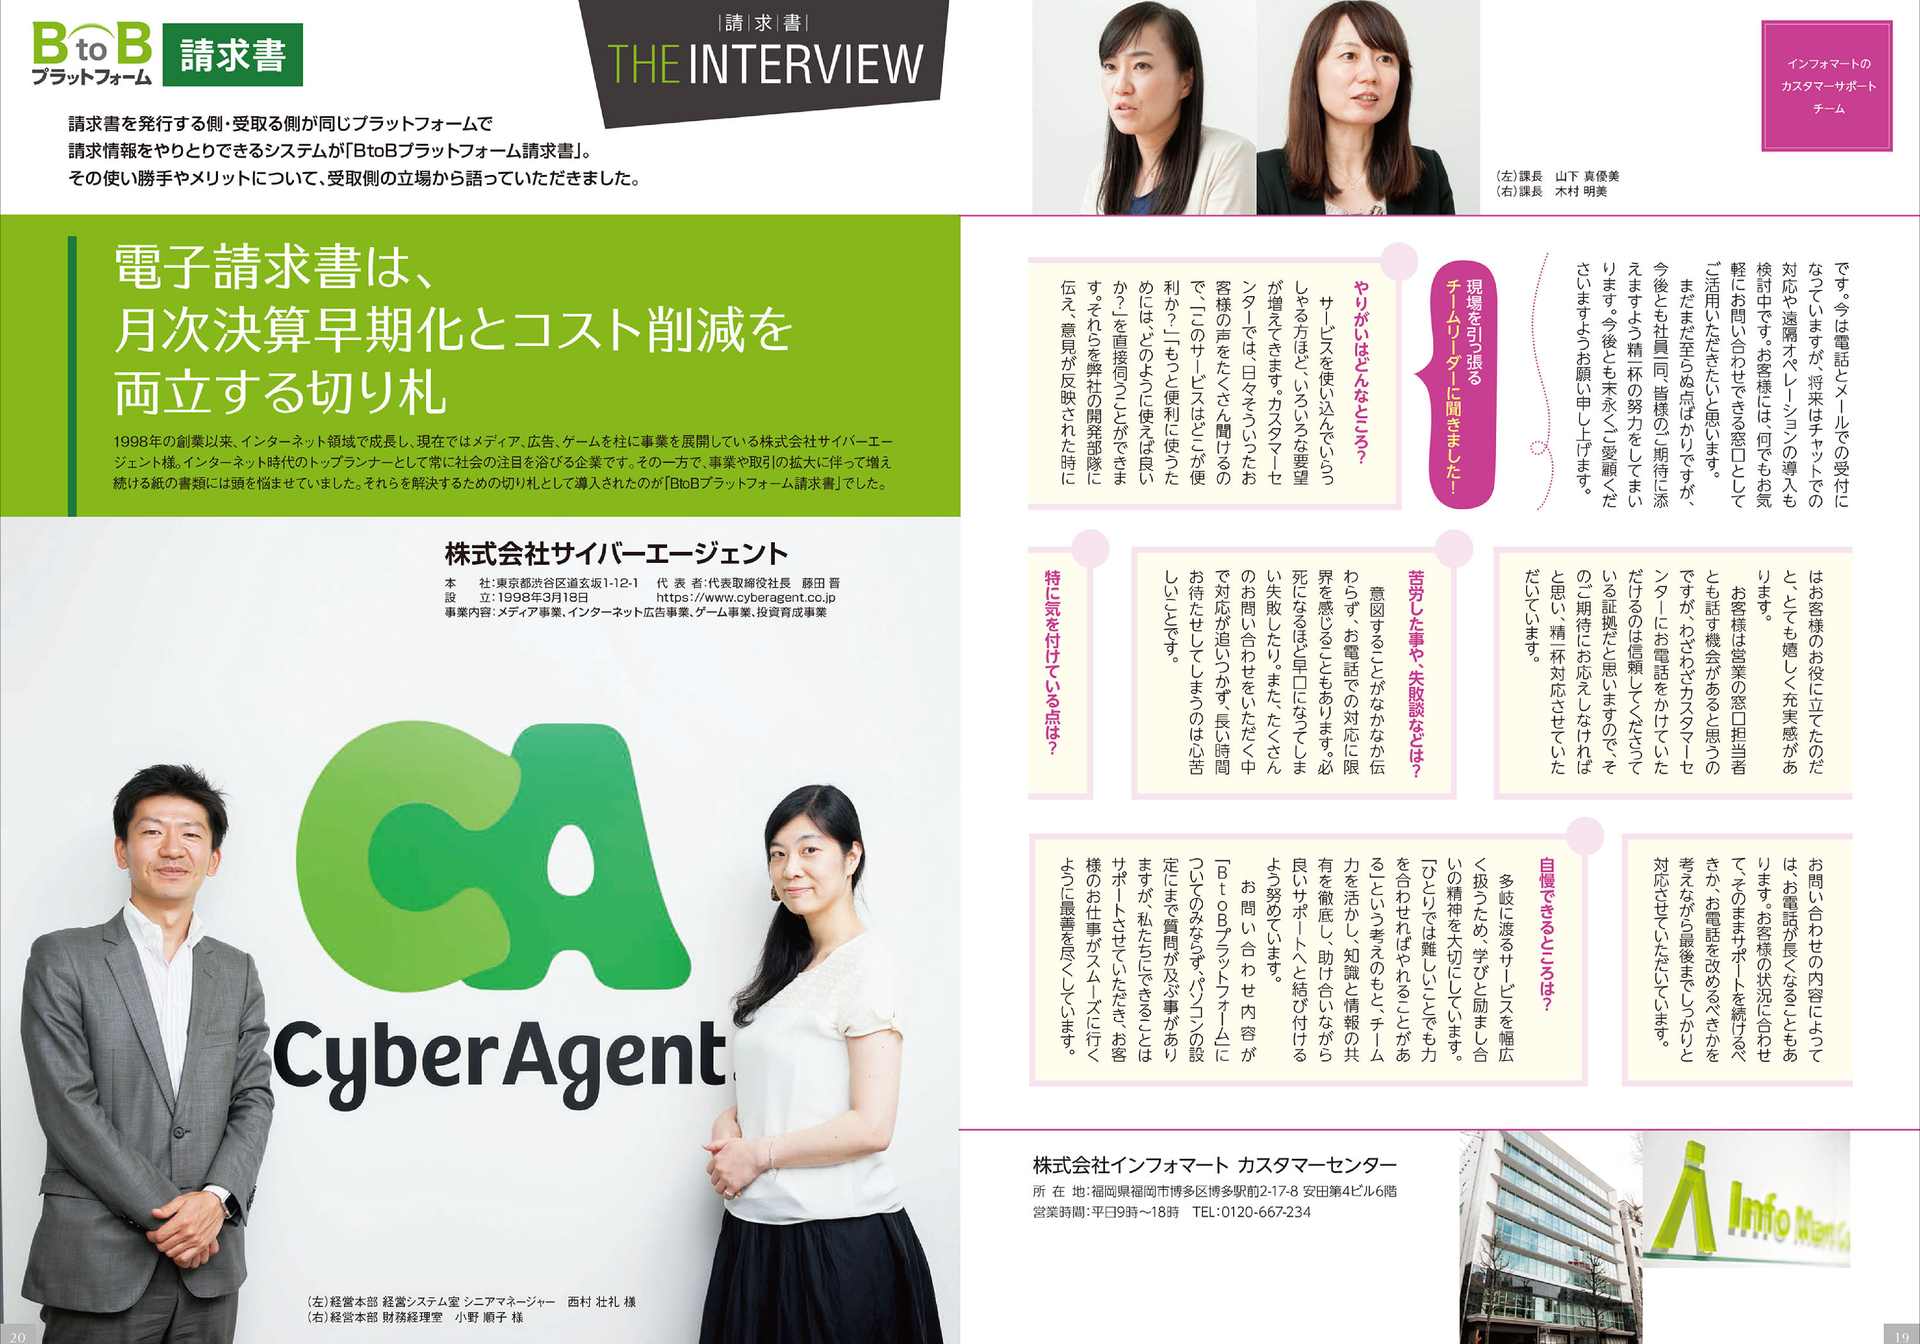 BtoB
プラットフォーム
請求書
請求書
THE INTERVIEW
請求書を発行する側・受取る側が同じプラットフォームで
請求情報をやりとりできるシステムが「BtoBプラットフォーム請求書」。
その使い勝手やメリットについて、受取側の立場から語っていただきました。
電子請求書は、
月次決算早期化とコスト削減を
両立する切り札
1998年の創業以来、インターネット領域で成長し、現在ではメディア、広告、ゲームを柱に事業を展開している株式会社サイバーエー
ジェント様。インターネット時代のトップランナーとして常に社会の注目を浴びる企業です。その一方で、事業や取引の拡大に伴って増え
続ける紙の書類には頭を悩ませていました。それらを解決するための切り札として導入されたのが「BtoBプラットフォーム請求書」でした。
株式会社サイバーエージェント
本　社:東京都渋谷区道玄坂1-12-1　代 表 者:代表取締役社長　藤田 晋
設　立:1998年3月18日　https://www.cyberagent.co.jp
事業内容:メディア事業、インターネット広告事業、ゲーム事業、投資育成事業
CA
CyberAgent
(左)経営本部 経営システム室 シニアマネージャー　西村 壮礼 様
(右)経営本部 財務経理室　小野 順子 様
20
インフォマートの
カスタマーサポート
チーム
(左)課長　山下 真優美
(右)課長　木村 明美
です。今は電話とメールでの受付に
なっていますが、将来はチャットでの
対応や遠隔オペレーションの導入も
検討中です。お客様には、何でもお気
軽にお問い合わせできる窓口として
ご活用いただきたいと思います。
まだまだ至らぬ点ばかりですが、
今後とも社員一同、皆様のご期待に添
えますよう精一杯の努力をしてまい
ります。今後とも末永くご愛顧くだ
さいますようお願い申し上げます。
現場を引っ張る
チームリーダーに聞きました!
やりがいはどんなところ?
サービスを使い込んでいらっ
しゃる方ほど、いろいろな要望
が増えてきます。カスタマーセ
ンターでは、日々そういったお
客様の声をたくさん聞けるの
で、「このサービスはどこが便
利か?」「もっと便利に使うた
めには、どのように使えば良い
か?」を直接伺うことができま
す。それらを弊社の開発部隊に
伝え、意見が反映された時に
はお客様のお役に立てたのだ
と、とても嬉しく充実感があ
ります。
お客様は営業の窓口担当者
とも話す機会があると思うの
ですが、わざわざカスタマーセ
ンターにお電話をかけていた
だけるのは信頼してくださって
いる証拠だと思いますので、そ
のご期待にお応えしなければ
と思い、精一杯対応させていた
だいています。
苦労した事や、失敗談などは?
意図することがなかなか伝
わらず、お電話での対応に限
界を感じることもあります。必
死になるほど早口になってしま
い失敗したり。また、たくさん
のお問い合わせをいただく中
で対応が追いつかず、長い時間
お待たせしてしまうのは心苦
しいことです。
特に気を付けている点は?
お問い合わせの内容によって
は、お電話が長くなることもあ
ります。お客様の状況に合わせ
て、そのままサポートを続けるべ
きか、お電話を改めるべきかを
考えながら最後までしっかりと
対応させていただいています。
自慢できるところは?
多岐に渡るサービスを幅広
く扱うため、学びと励まし合
いの精神を大切にしています。
「ひとりでは難しいことでも力
を合わせればやれることがあ
る」という考えのもと、チーム
力を活かし、知識と情報の共
有を徹底し、助け合いながら
良いサポートへと結び付ける
よう努めています。
お問い合わせ内容が
「BtoBプラットフォーム」に
ついてのみならず、パソコンの設
定にまで質問が及ぶ事があり
ますが、私たちにできることは
サポートさせていただき、お客
様のお仕事がスムーズに行く
ように最善を尽くしています。
株式会社インフォマート カスタマーセンター
所 在 地:福岡県福岡市博多区博多駅前2-17-8 安田第4ビル6階
営業時間:平日9時～18時　TEL:0120-667-234
Info Mart
19